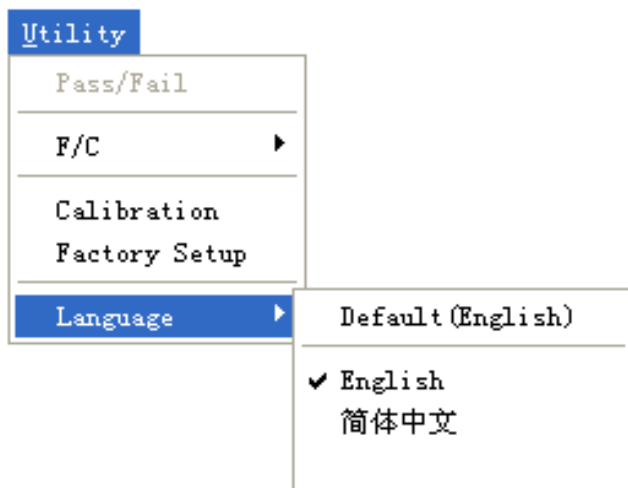 Utility
Pass/Fail
F/C
Calibration
Factory Setup
Language
Default(English)
English
简体中文